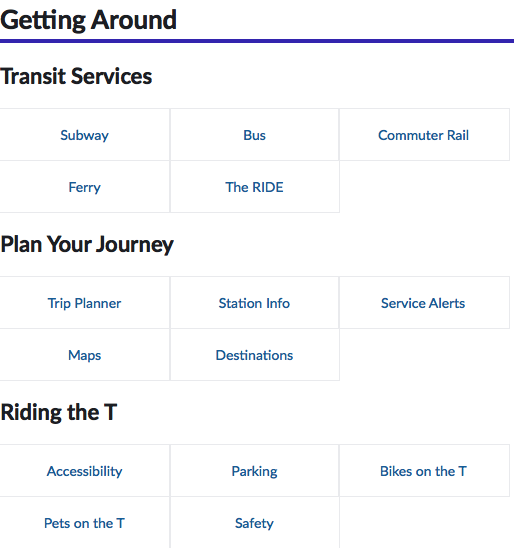 Getting Around
Transit Services
Subway Bus Commuter Rail
Ferry The RIDE
Plan Your Journey
Trip Planner Station Info Service Alerts
Maps Destinations
Riding the T
Accessibility Parking Bikes on the T
Pets on the T Safety